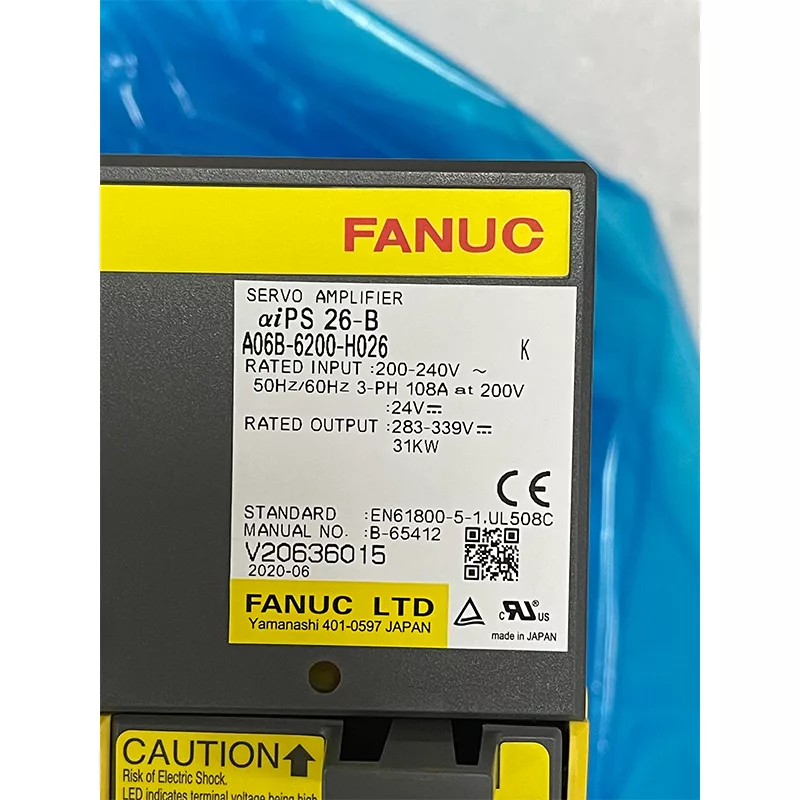 FANUC
SERVO AMPLIFIER
αiPS 26-B
A06B-6200-H026 K
RATED INPUT :200-240V ~
50Hz/60Hz 3-PH 108A at 200V
:24V⎓
RATED OUTPUT :283-339V⎓
31KW
CE
STANDARD :EN61800-5-1.UL508C
MANUAL NO. :B-65412
V20636015
2020-06
FANUC LTD
Yamanashi 401-0597 JAPAN
c UR® US
made in JAPAN
CAUTION
Risk of Electric Shock.
LED indicates terminal voltage being high